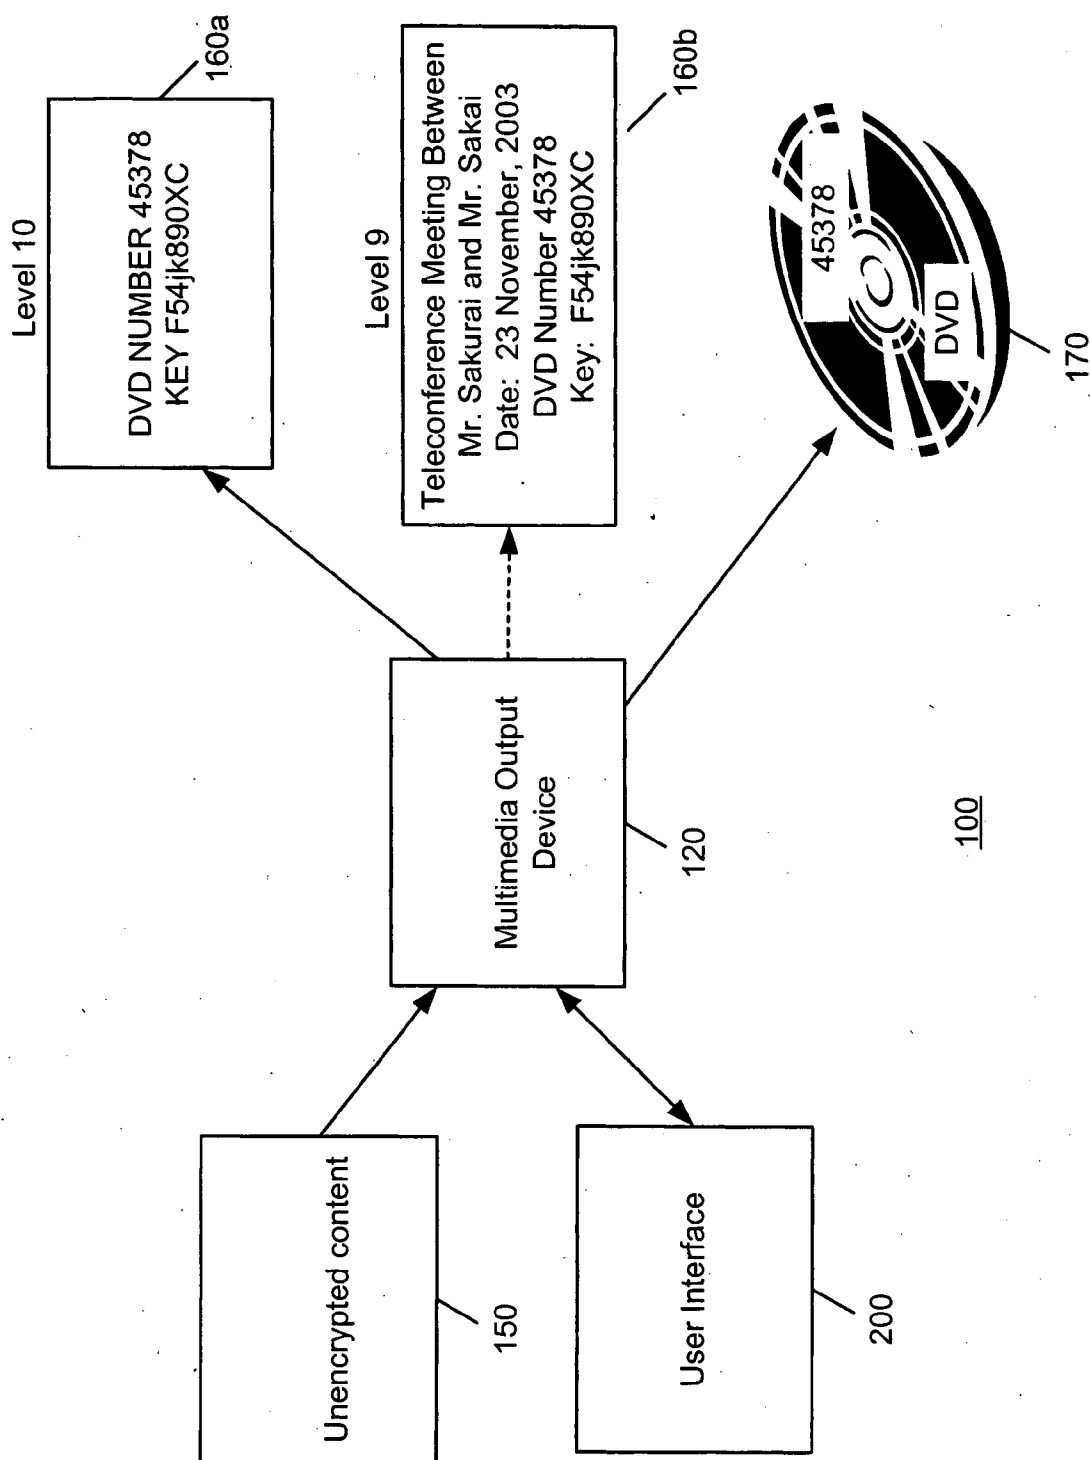 Level 10
DVD NUMBER 45378
KEY F54jk890XC
160a
Level 9
Teleconference Meeting Between
Mr. Sakurai and Mr. Sakai
Date: 23 November, 2003
DVD Number 45378
Key: F54jk890XC
160b
Unencrypted content
150
Multimedia Output
Device
120
User Interface
200
45378
DVD
170
100